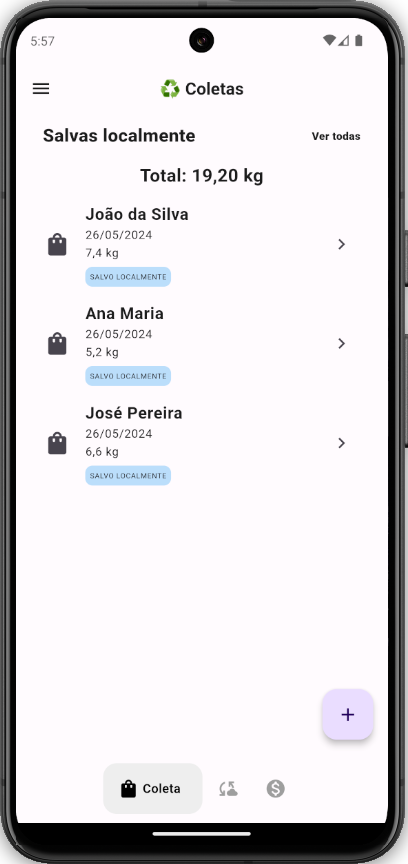 5:57
Coletas
Salvas localmente
Ver todas
Total: 19,20 kg
João da Silva
26/05/2024
7,4 kg
SALVO LOCALMENTE
Ana Maria
26/05/2024
5,2 kg
SALVO LOCALMENTE
José Pereira
26/05/2024
6,6 kg
SALVO LOCALMENTE
Coleta